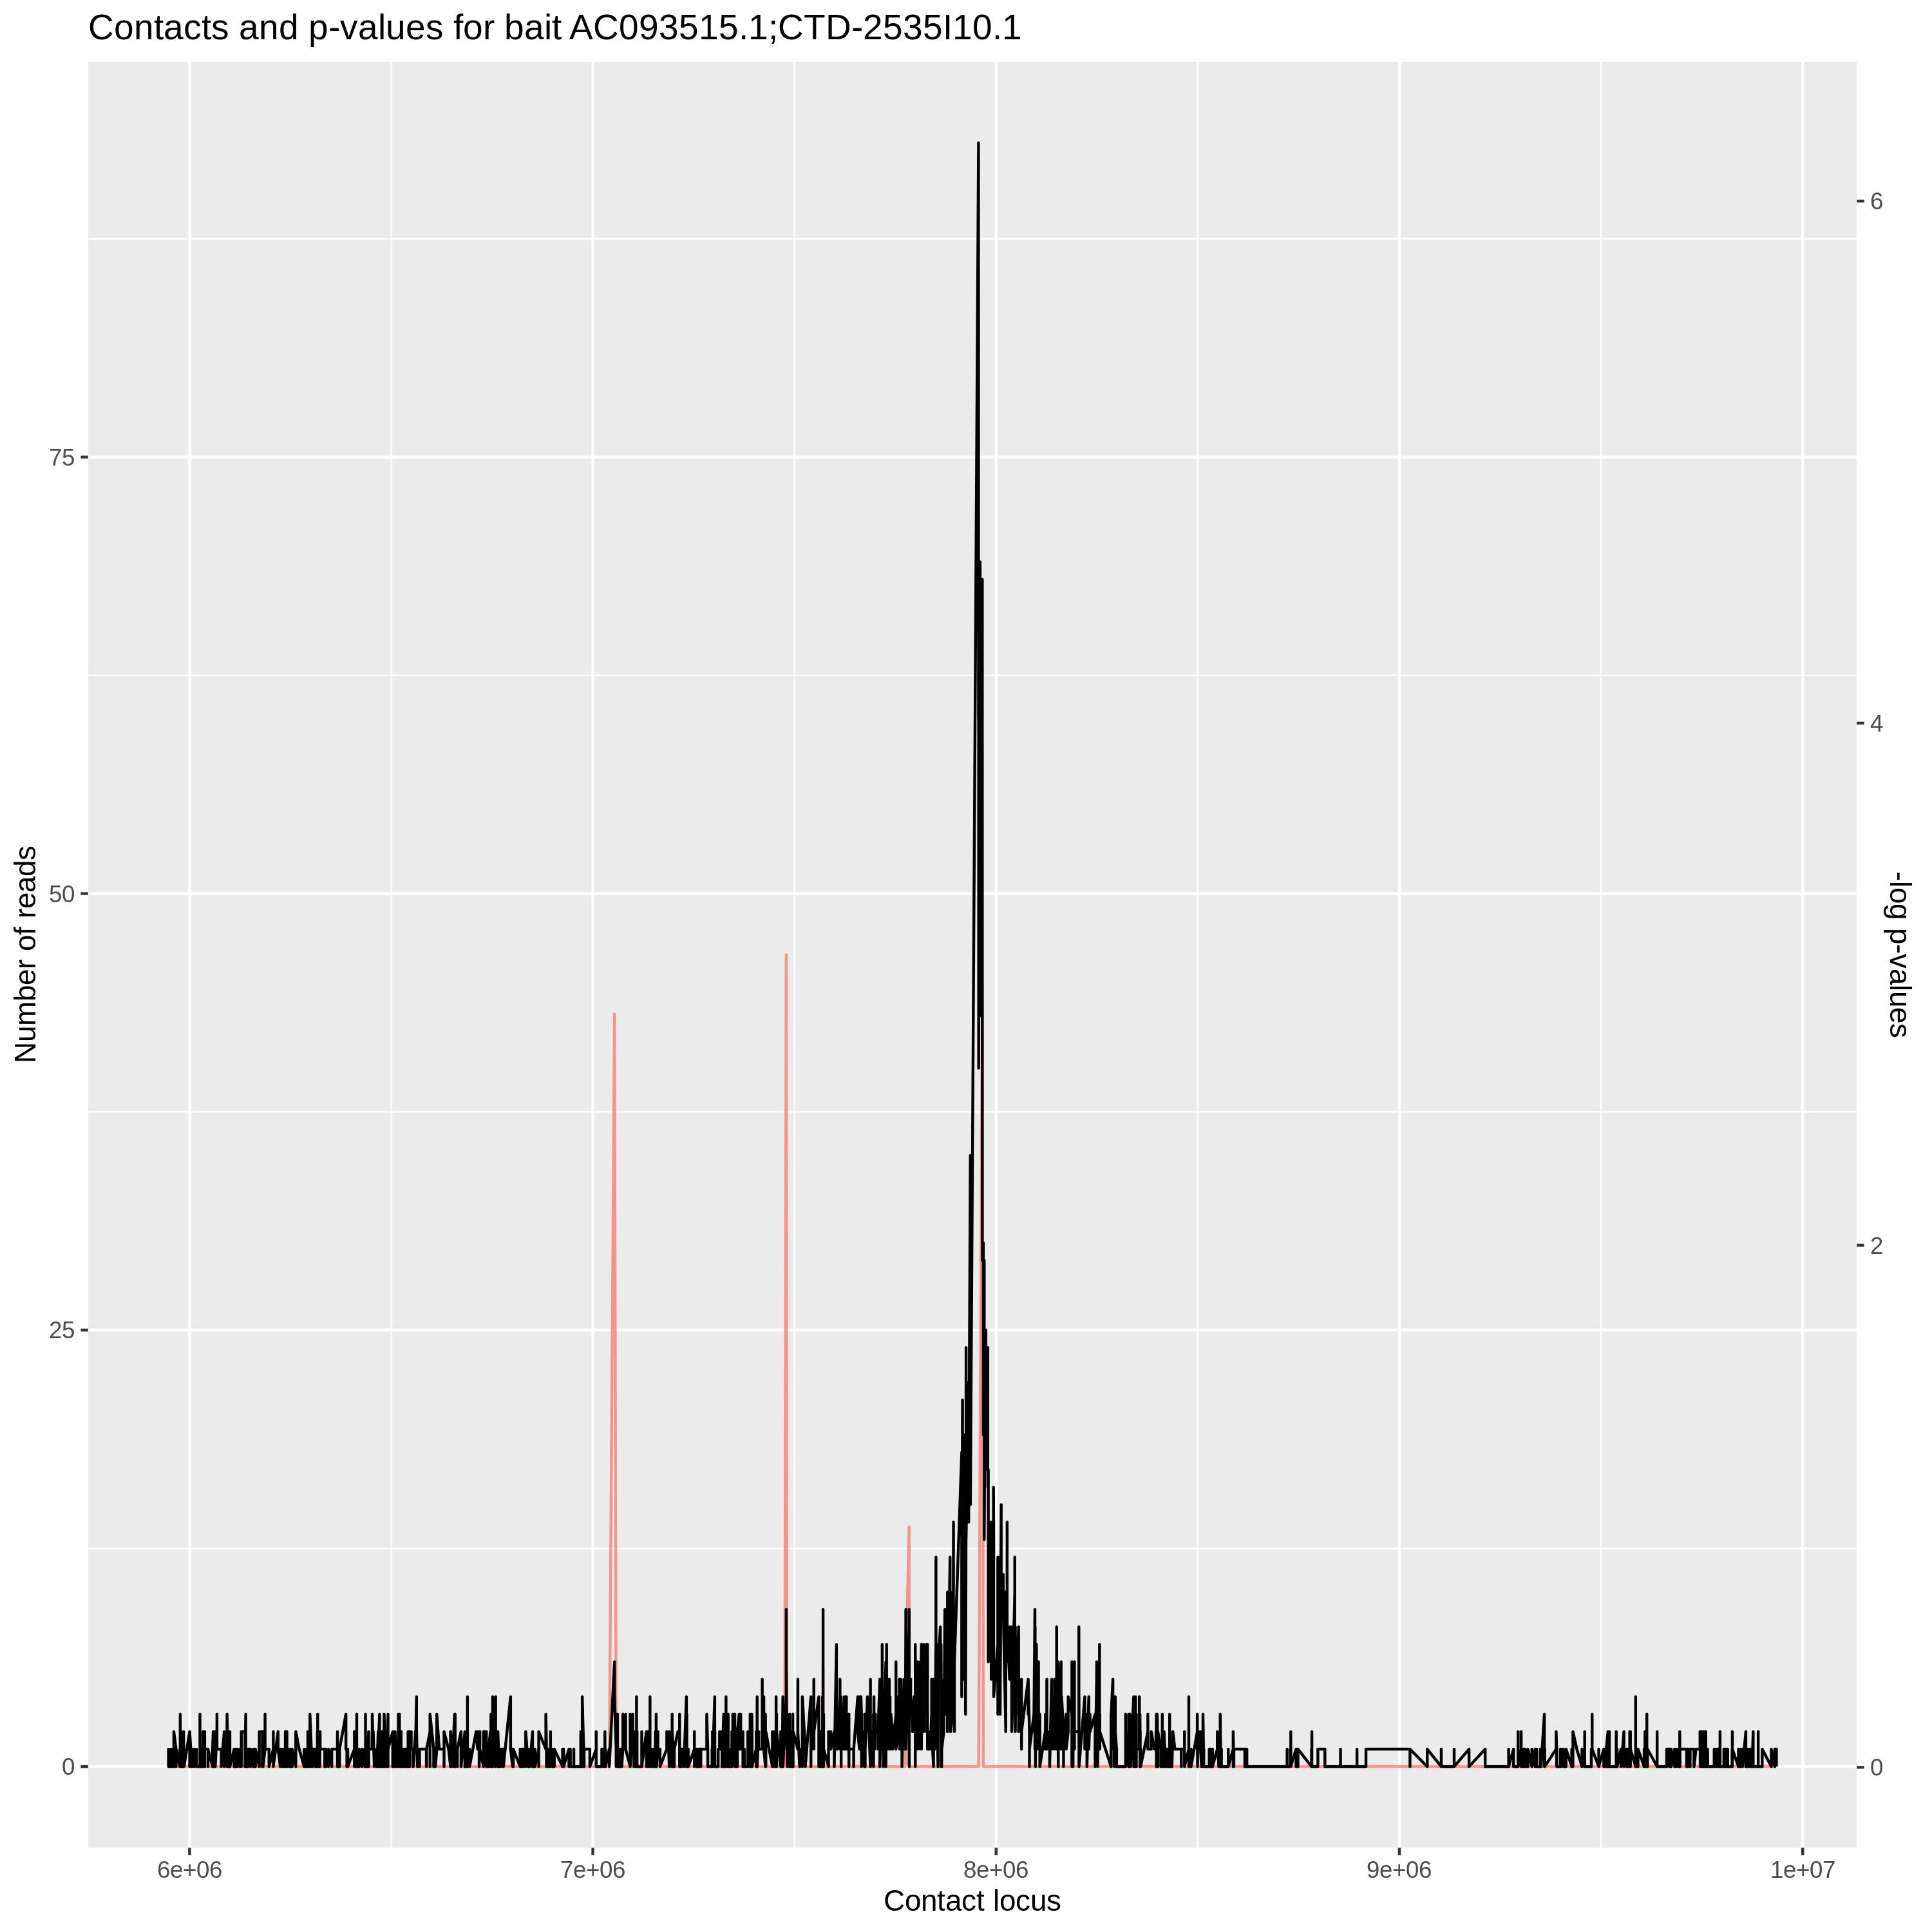 Contacts and p-values for bait AC093515.1;CTD-2535I10.1
Number of reads
75
50
25
0
6
4
2
0
-log p-values
6e+06
7e+06
8e+06
9e+06
1e+07
Contact locus